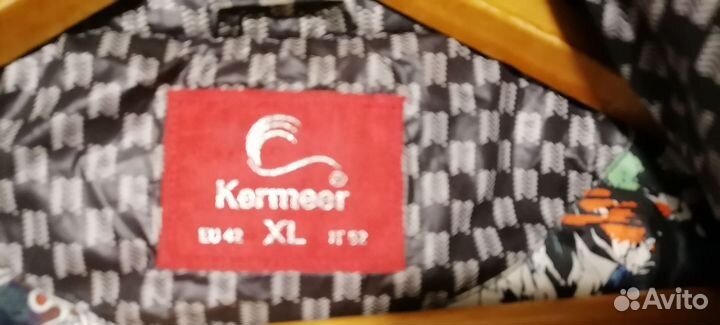 Kermeer
EU 42 XL IT 52
Avito